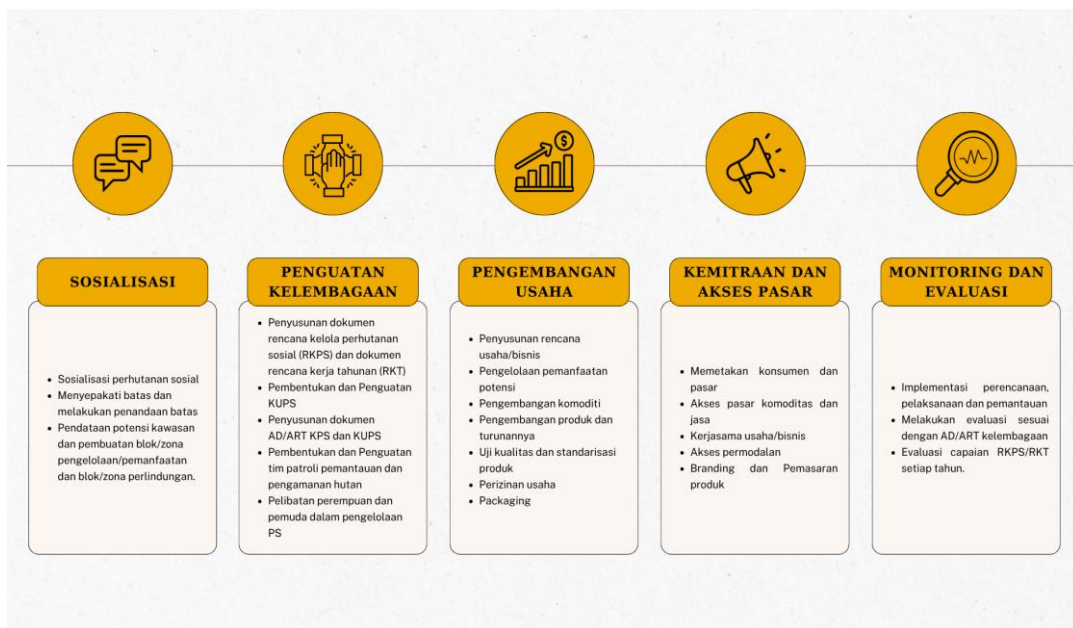 SOSIALISASI
• Sosialisasi perhutanan sosial
• Menyepakati batas dan
melakukan penandaan batas
• Pendataan potensi kawasan
dan pembuatan blok/zona
pengelolaan/pemanfaatan
dan blok/zona perlindungan.
PENGUATAN
KELEMBAGAAN
• Penyusunan dokumen
rencana kelola perhutanan
sosial (RKPS) dan dokumen
rencana kerja tahunan (RKT)
• Pembentukan dan Penguatan
KUPS
• Penyusunan dokumen
AD/ART KPS dan KUPS
• Pembentukan dan Penguatan
tim patroli pemantauan dan
pengamanan hutan
• Pelibatan perempuan dan
pemuda dalam pengelolaan
PS
PENGEMBANGAN
USAHA
• Penyusunan rencana
usaha/bisnis
• Pengelolaan pemanfaatan
potensi
• Pengembangan komoditi
• Pengembangan produk dan
turunannya
• Uji kualitas dan standarisasi
produk
• Perizinan usaha
• Packaging
KEMITRAAN DAN
AKSES PASAR
• Memetakan konsumen dan
pasar
• Akses pasar komoditas dan
jasa
• Kerjasama usaha/bisnis
• Akses permodalan
• Branding dan Pemasaran
produk
MONITORING DAN
EVALUASI
• Implementasi perencanaan,
pelaksanaan dan pemantauan
• Melakukan evaluasi sesuai
dengan AD/ART kelembagaan
• Evaluasi capaian RKPS/RKT
setiap tahun.